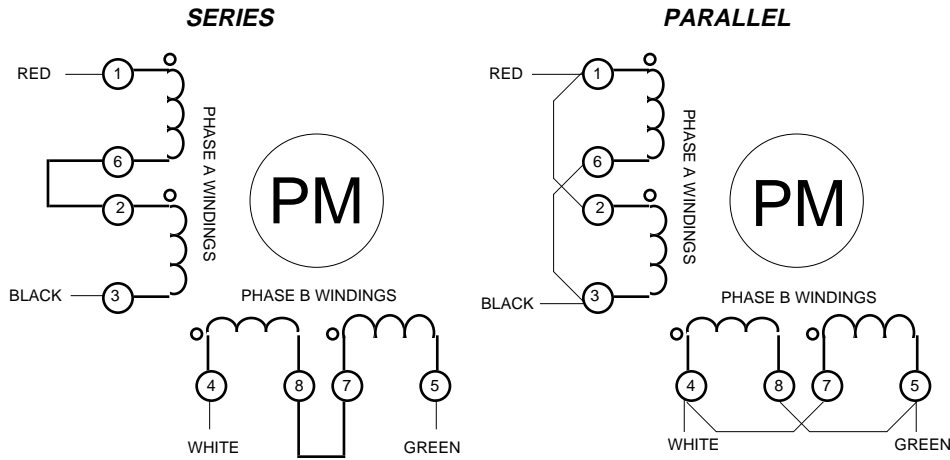 SERIES
RED
1
6
2
BLACK
3
PHASE A WINDINGS
PM
PHASE B WINDINGS
4
8
7
5
WHITE
GREEN
PARALLEL
RED
1
6
2
BLACK
3
PHASE A WINDINGS
PM
PHASE B WINDINGS
4
8
7
5
WHITE
GREEN